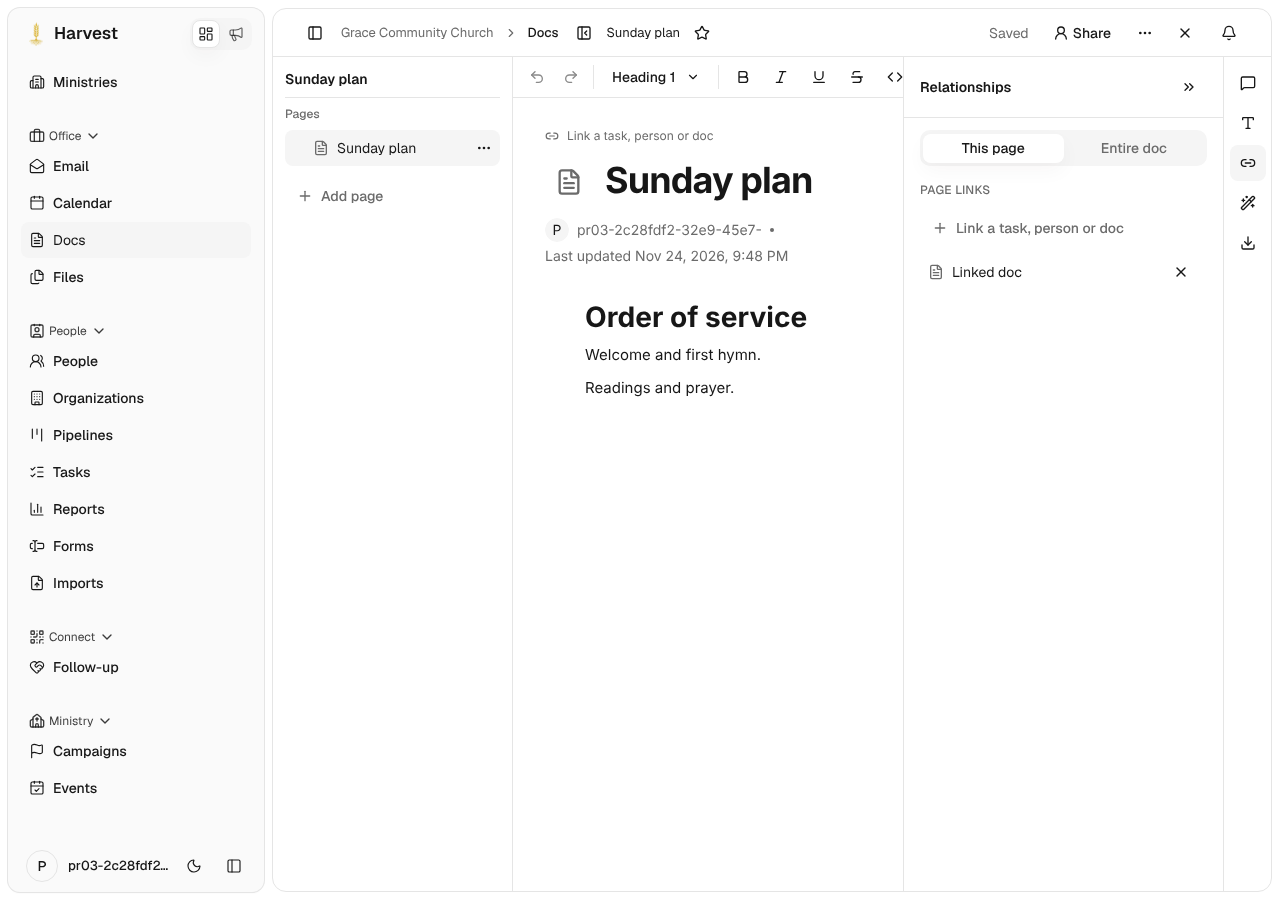 Harvest
Ministries
Office
Email
Calendar
Docs
Files
People
People
Organizations
Pipelines
Tasks
Reports
Forms
Imports
Connect
Follow-up
Ministry
Campaigns
Events
P pr03-2c28fdf2...
Grace Community Church > Docs Sunday plan
Saved Share
Sunday plan
Pages
Sunday plan
Add page
Heading 1 B I U S <>
Link a task, person or doc
Sunday plan
P pr03-2c28fdf2-32e9-45e7- •
Last updated Nov 24, 2026, 9:48 PM
Order of service
Welcome and first hymn.
Readings and prayer.
Relationships
This page Entire doc
PAGE LINKS
Link a task, person or doc
Linked doc